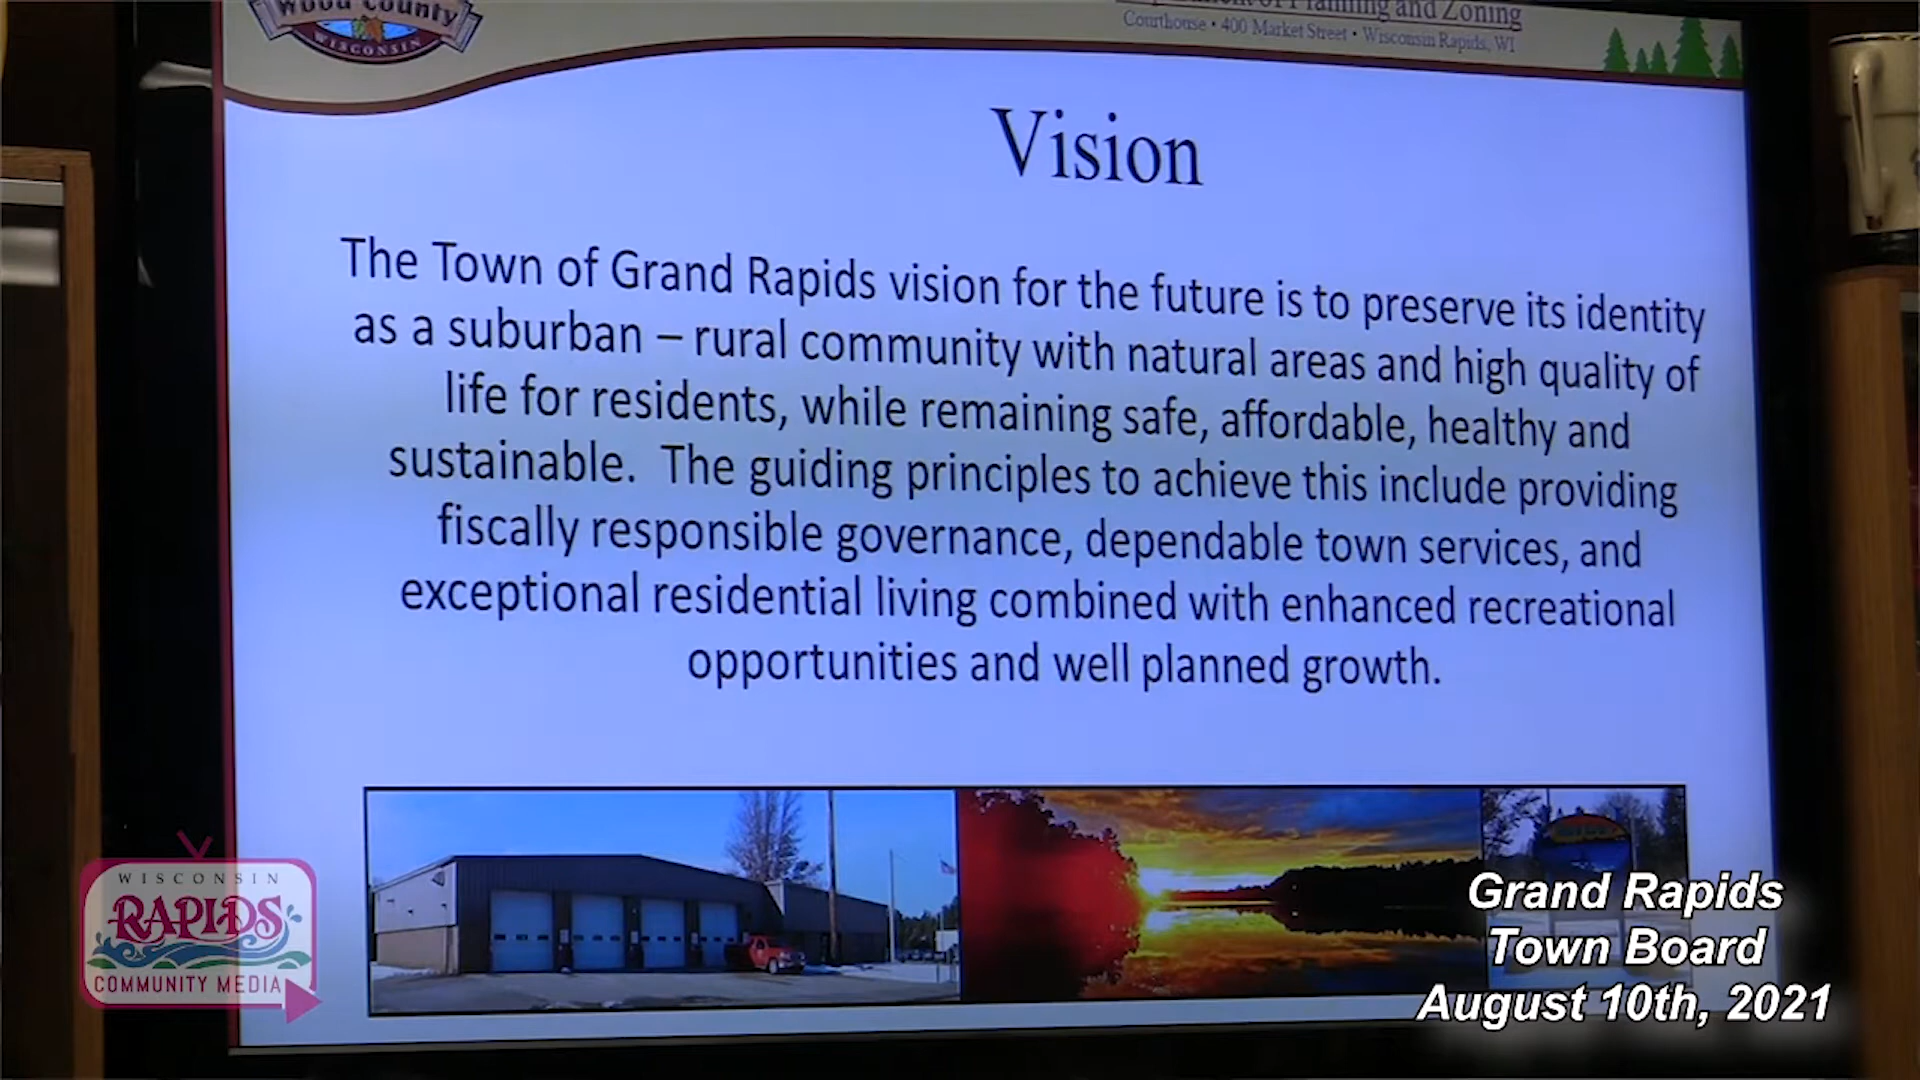 Wood County
WISCONSIN
of Planning and Zoning
Courthouse • 400 Market Street • Wisconsin Rapids, WI
Vision
The Town of Grand Rapids vision for the future is to preserve its identity
as a suburban – rural community with natural areas and high quality of
life for residents, while remaining safe, affordable, healthy and
sustainable. The guiding principles to achieve this include providing
fiscally responsible governance, dependable town services, and
exceptional residential living combined with enhanced recreational
opportunities and well planned growth.
WISCONSIN
RAPIDS
COMMUNITY MEDIA
Grand Rapids
Town Board
August 10th, 2021